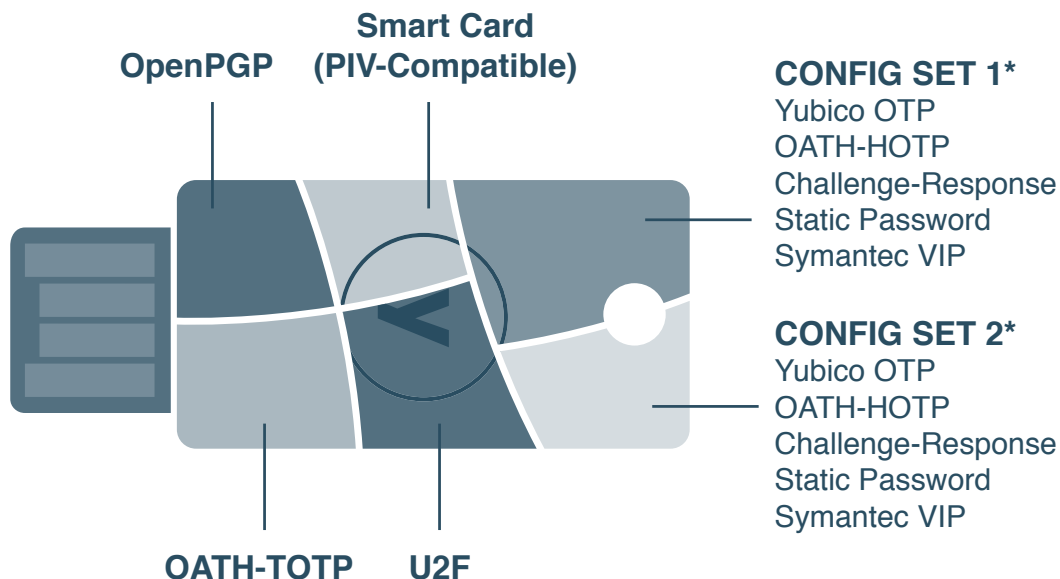 OpenPGP
Smart Card
(PIV-Compatible)
CONFIG SET 1*
Yubico OTP
OATH-HOTP
Challenge-Response
Static Password
Symantec VIP
CONFIG SET 2*
Yubico OTP
OATH-HOTP
Challenge-Response
Static Password
Symantec VIP
Y
OATH-TOTP
U2F